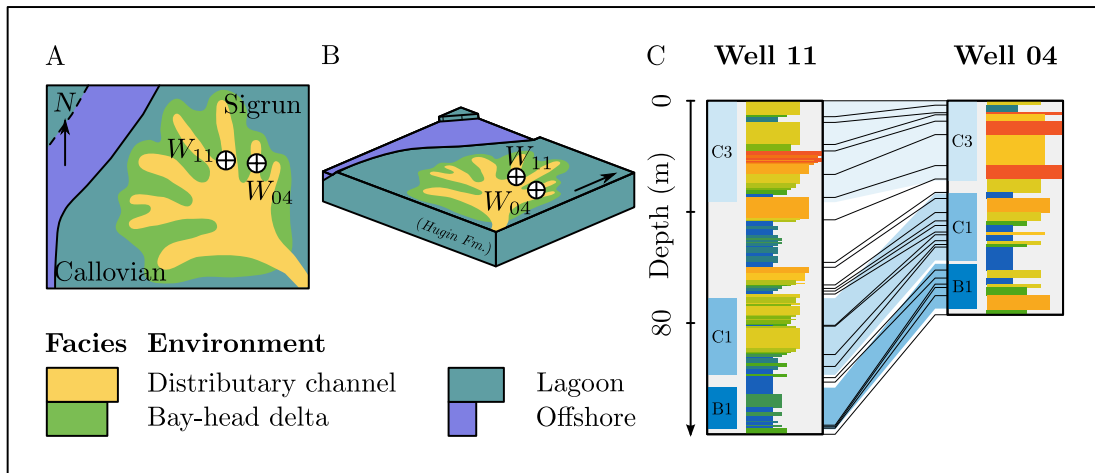 A
B
C
Well 11
Well 04
N
Sigrun
W11
W04
Callovian
W11
W04
(Hugin Fm.)
Depth (m)
0
80
C3
C1
B1
C3
C1
B1
Facies Environment
Distributary channel
Bay-head delta
Lagoon
Offshore